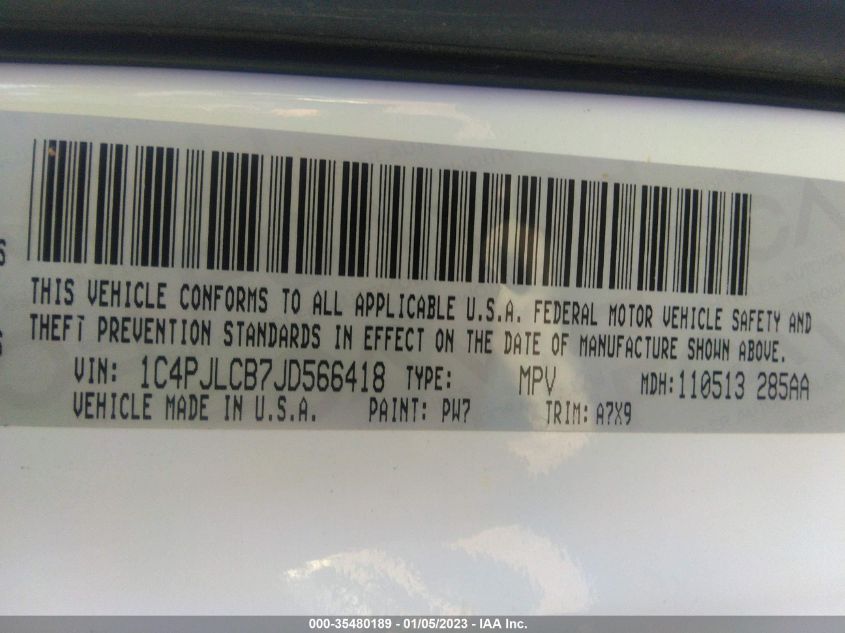 THIS VEHICLE CONFORMS TO ALL APPLICABLE U.S.A. FEDERAL MOTOR VEHICLE SAFETY AND
THEFT PREVENTION STANDARDS IN EFFECT ON THE DATE OF MANUFACTURE SHOWN ABOVE.
VIN: 1C4PJLCB7JD566418 TYPE: MPV MDH:110513 285AA
VEHICLE MADE IN U.S.A. PAINT: PW7 TRIM: A7X9
000-35480189 - 01/05/2023 - IAA Inc.